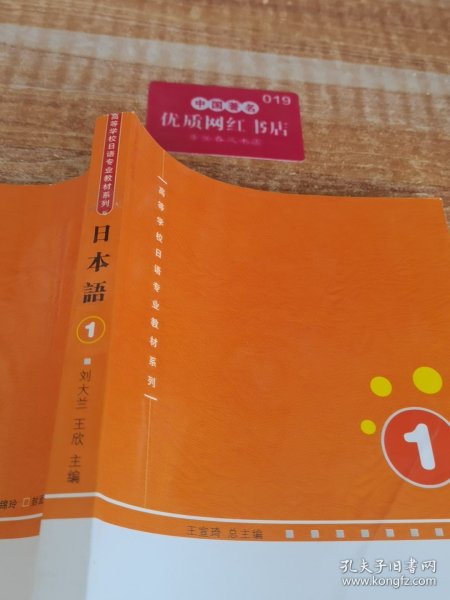 019
中国著名
优质网红书店
高等学校日语专业教材系列
日本語
1
刘大兰 王欣 主编
高等学校日语专业教材系列
1
王宣琦 总主编
孔夫子旧书网
www.kongfz.com